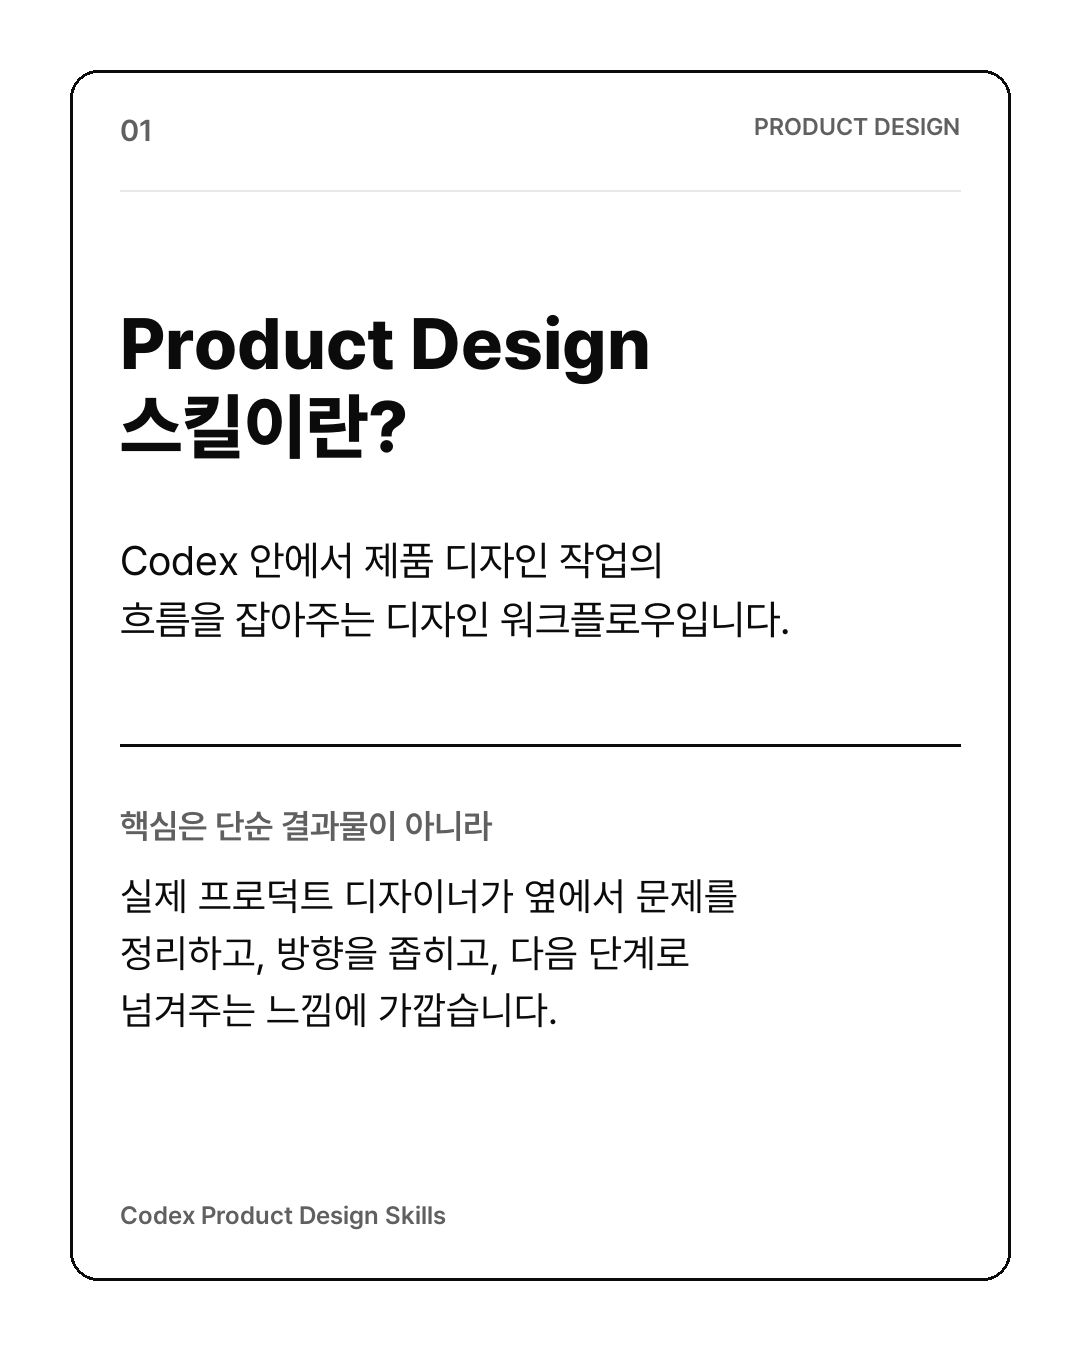 01
PRODUCT DESIGN
Product Design
스킬이란?
Codex 안에서 제품 디자인 작업의
흐름을 잡아주는 디자인 워크플로우입니다.
핵심은 단순 결과물이 아니라
실제 프로덕트 디자이너가 옆에서 문제를
정리하고, 방향을 좁히고, 다음 단계로
넘겨주는 느낌에 가깝습니다.
Codex Product Design Skills